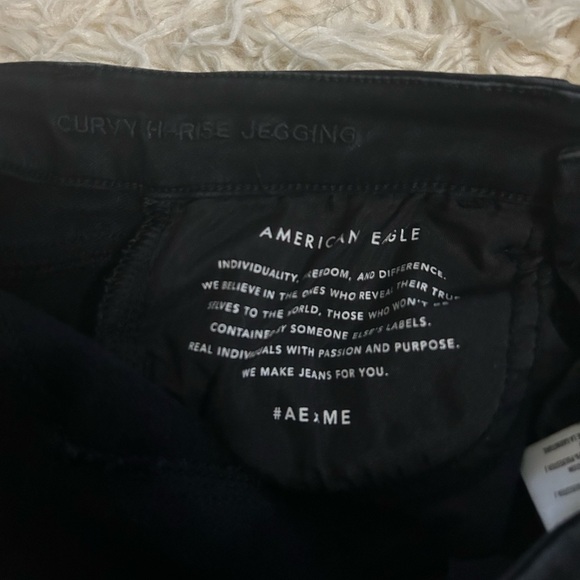 CURVY HI-RISE JEGGING
AMERICAN EAGLE
INDIVIDUALITY, FREEDOM, AND DIFFERENCE.
WE BELIEVE IN THE ONES WHO REVEAL THEIR TRUE
SELVES TO THE WORLD, THOSE WHO WON'T BE
CONTAINED BY SOMEONE ELSE'S LABELS.
REAL INDIVIDUALS WITH PASSION AND PURPOSE.
WE MAKE JEANS FOR YOU.
#AExME